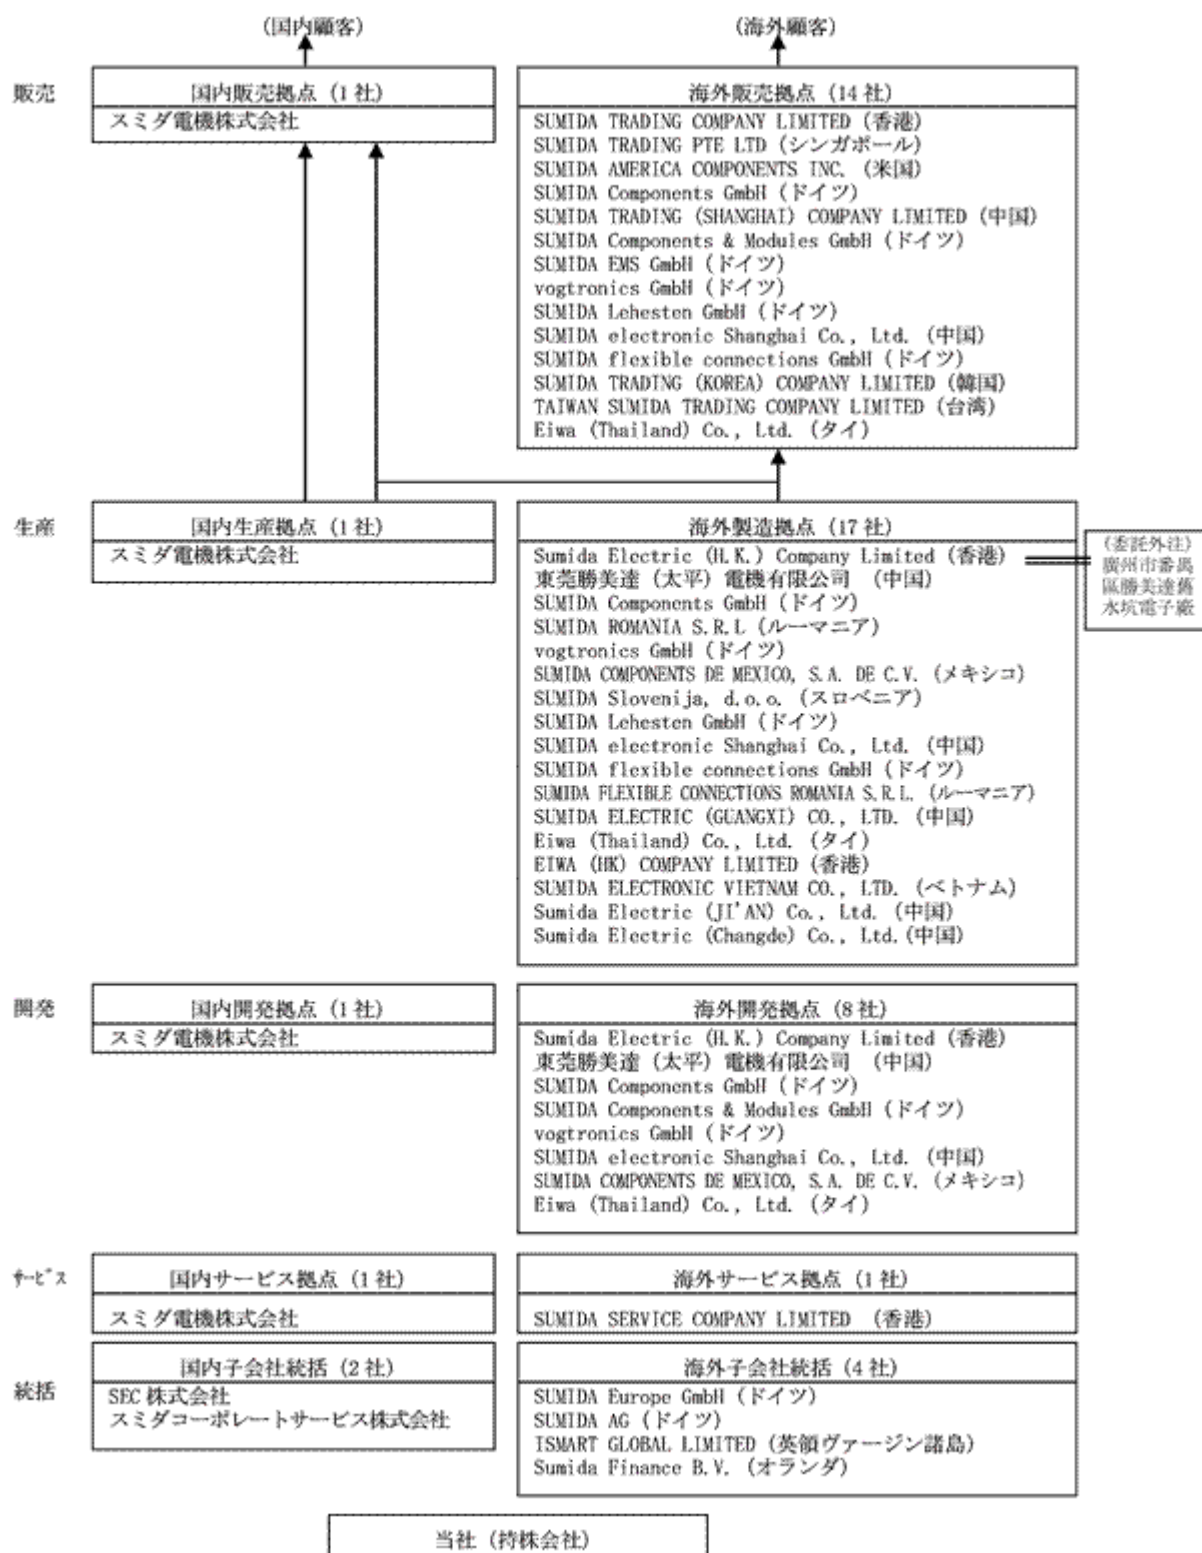 (国内顧客)
(海外顧客)
販売
国内販売拠点 (1 社)
スミダ電機株式会社
海外販売拠点 (14 社)
SUMIDA TRADING COMPANY LIMITED (香港)
SUMIDA TRADING PTE LTD (シンガポール)
SUMIDA AMERICA COMPONENTS INC. (米国)
SUMIDA Components GmbH (ドイツ)
SUMIDA TRADING (SHANGHAI) COMPANY LIMITED (中国)
SUMIDA Components & Modules GmbH (ドイツ)
SUMIDA EMS GmbH (ドイツ)
vogtronics GmbH (ドイツ)
SUMIDA Lehesten GmbH (ドイツ)
SUMIDA electronic Shanghai Co., Ltd. (中国)
SUMIDA flexible connections GmbH (ドイツ)
SUMIDA TRADING (KOREA) COMPANY LIMITED (韓国)
TAIWAN SUMIDA TRADING COMPANY LIMITED (台湾)
Eiwa (Thailand) Co., Ltd. (タイ)
生産
国内生産拠点 (1 社)
スミダ電機株式会社
海外製造拠点 (17 社)
Sumida Electric (H.K.) Company Limited (香港)
東莞勝美達 (太平) 電機有限公司 (中国)
SUMIDA Components GmbH (ドイツ)
SUMIDA ROMANIA S.R.L (ルーマニア)
vogtronics GmbH (ドイツ)
SUMIDA COMPONENTS DE MEXICO, S.A. DE C.V. (メキシコ)
SUMIDA Slovenija, d.o.o. (スロベニア)
SUMIDA Lehesten GmbH (ドイツ)
SUMIDA electronic Shanghai Co., Ltd. (中国)
SUMIDA flexible connections GmbH (ドイツ)
SUMIDA FLEXIBLE CONNECTIONS ROMANIA S.R.L. (ルーマニア)
SUMIDA ELECTRIC (GUANGXI) CO., LTD. (中国)
Eiwa (Thailand) Co., Ltd. (タイ)
EIWA (HK) COMPANY LIMITED (香港)
SUMIDA ELECTRONIC VIETNAM CO., LTD. (ベトナム)
Sumida Electric (JI'AN) Co., Ltd. (中国)
Sumida Electric (Changde) Co., Ltd. (中国)
(委託外注)
廣州市番禺
區勝美達舊
水坑電子廠
開発
国内開発拠点 (1 社)
スミダ電機株式会社
海外開発拠点 (8 社)
Sumida Electric (H.K.) Company Limited (香港)
東莞勝美達 (太平) 電機有限公司 (中国)
SUMIDA Components GmbH (ドイツ)
SUMIDA Components & Modules GmbH (ドイツ)
vogtronics GmbH (ドイツ)
SUMIDA electronic Shanghai Co., Ltd. (中国)
SUMIDA COMPONENTS DE MEXICO, S.A. DE C.V. (メキシコ)
Eiwa (Thailand) Co., Ltd. (タイ)
ｻｰﾋﾞｽ
国内サービス拠点 (1 社)
スミダ電機株式会社
海外サービス拠点 (1 社)
SUMIDA SERVICE COMPANY LIMITED (香港)
統括
国内子会社統括 (2 社)
SEC 株式会社
スミダコーポレートサービス株式会社
海外子会社統括 (4 社)
SUMIDA Europe GmbH (ドイツ)
SUMIDA AG (ドイツ)
ISMART GLOBAL LIMITED (英領ヴァージン諸島)
Sumida Finance B.V. (オランダ)
当社 (持株会社)